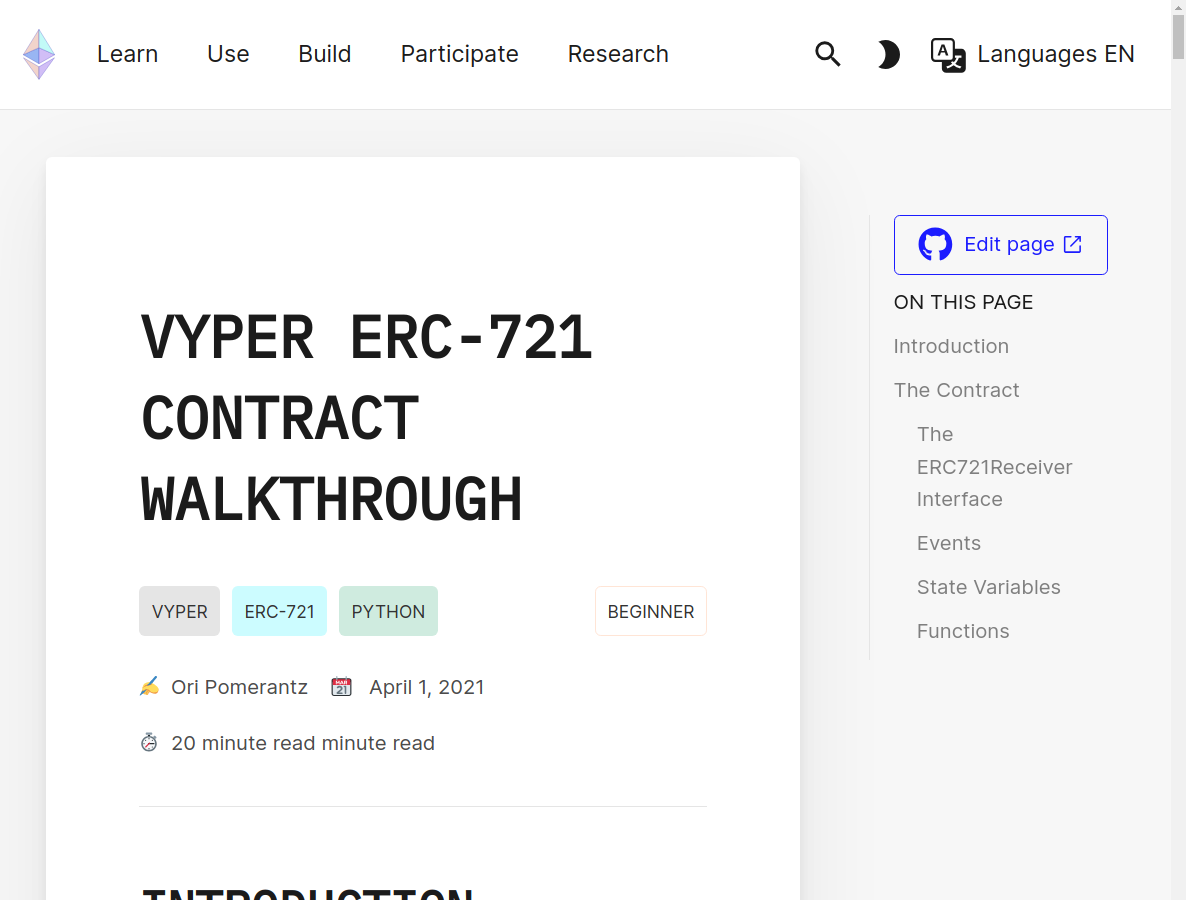 Learn Use Build Participate Research Languages EN
VYPER ERC-721
CONTRACT
WALKTHROUGH
VYPER ERC-721 PYTHON BEGINNER
Ori Pomerantz April 1, 2021
20 minute read minute read
INTRODUCTION
Edit page
ON THIS PAGE
Introduction
The Contract
The
ERC721Receiver
Interface
Events
State Variables
Functions